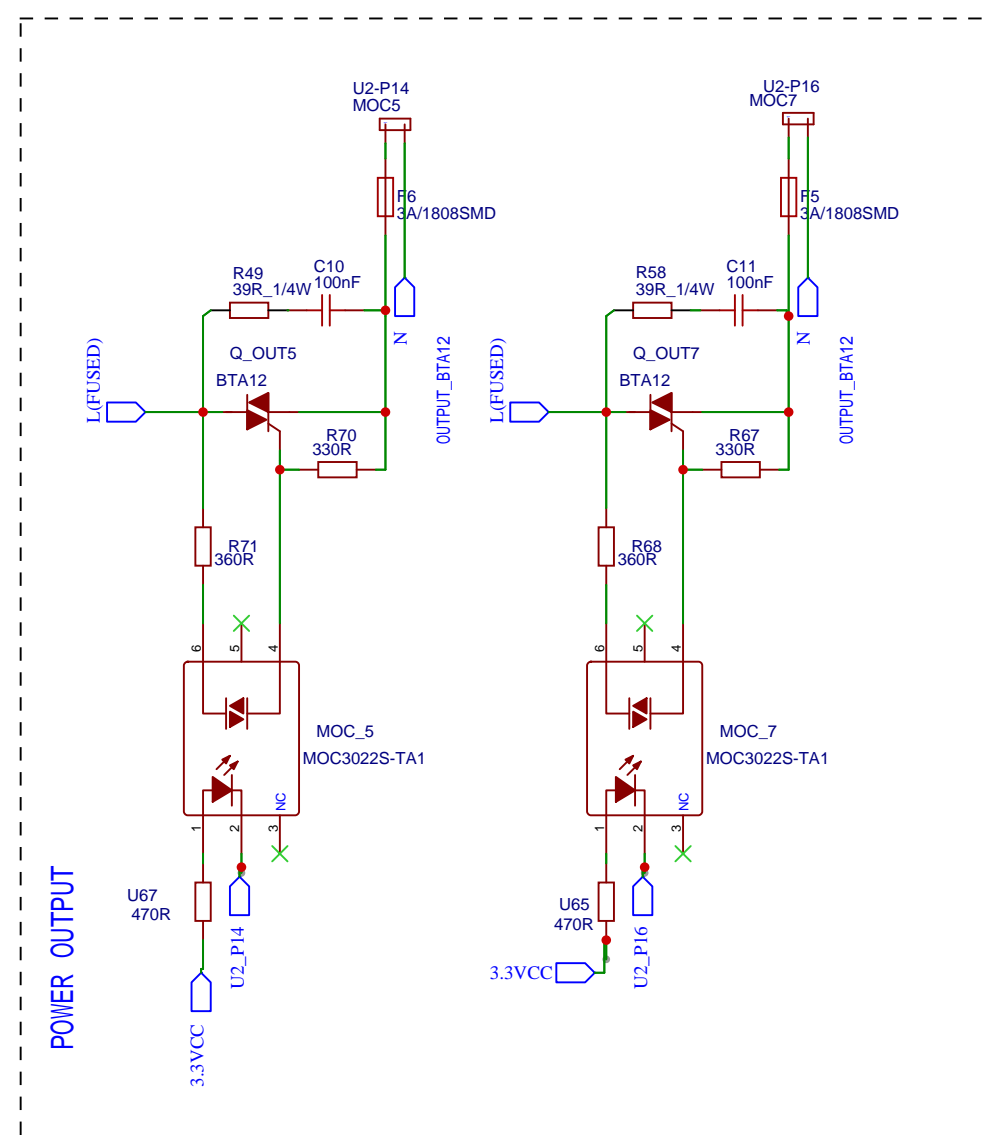 U2-P14
MOC5
F6
3A/1808SMD
R49
39R_1/4W
C10
100nF
N
L(FUSED)
Q_OUT5
BTA12
OUTPUT_BTA12
R70
330R
R71
360R
6
5
4
MOC_5
MOC3022S-TA1
NC
1
2
3
U67
470R
U2_P14
3.3VCC
U2-P16
MOC7
F5
3A/1808SMD
R58
39R_1/4W
C11
100nF
N
L(FUSED)
Q_OUT7
BTA12
OUTPUT_BTA12
R67
330R
R68
360R
6
5
4
MOC_7
MOC3022S-TA1
NC
1
2
3
U65
470R
U2_P16
3.3VCC
POWER OUTPUT